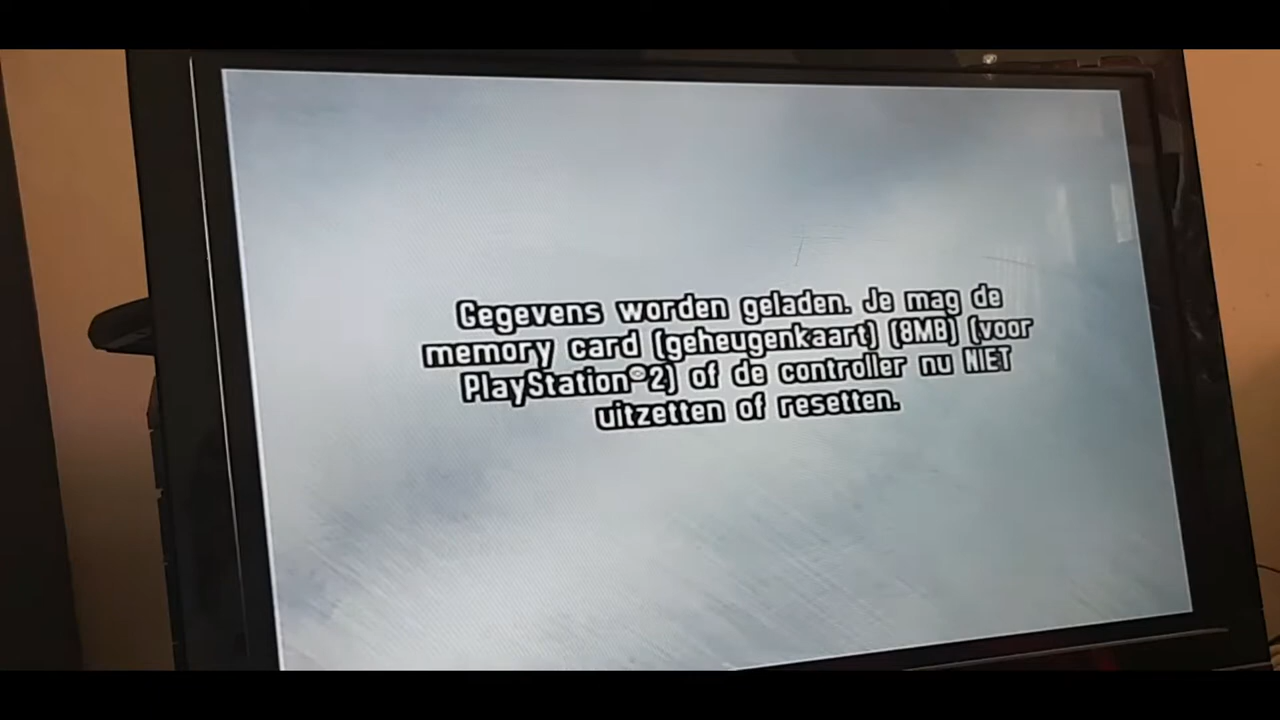 Gegevens worden geladen. Je mag de
memory card (geheugenkaart) (8MB) (voor
PlayStation®2) of de controller nu NIET
uitzetten of resetten.